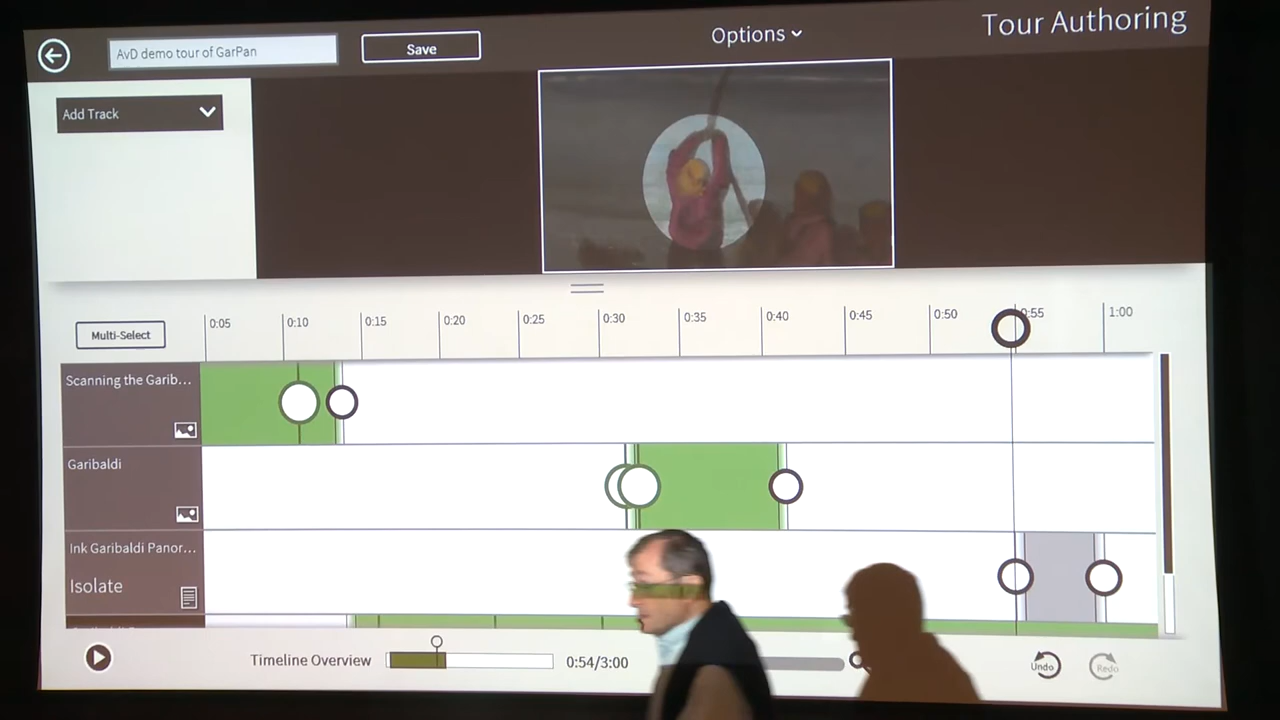 AvD demo tour of GarPan
Save
Options
Tour Authoring
Add Track
Multi-Select
0:05
0:10
0:15
0:20
0:25
0:30
0:35
0:40
0:45
0:50
0:55
1:00
Scanning the Garib...
Garibaldi
Ink Garibaldi Panor...
Isolate
Timeline Overview
0:54/3:00
Undo
Redo